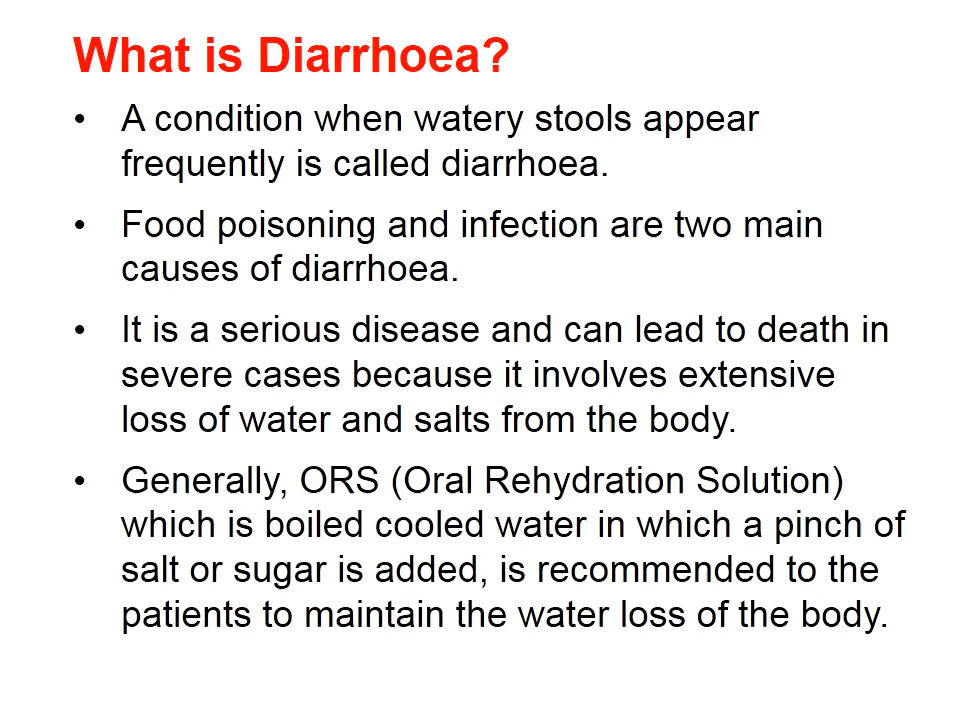 What is Diarrhoea?
• A condition when watery stools appear
frequently is called diarrhoea.
• Food poisoning and infection are two main
causes of diarrhoea.
• It is a serious disease and can lead to death in
severe cases because it involves extensive
loss of water and salts from the body.
• Generally, ORS (Oral Rehydration Solution)
which is boiled cooled water in which a pinch of
salt or sugar is added, is recommended to the
patients to maintain the water loss of the body.